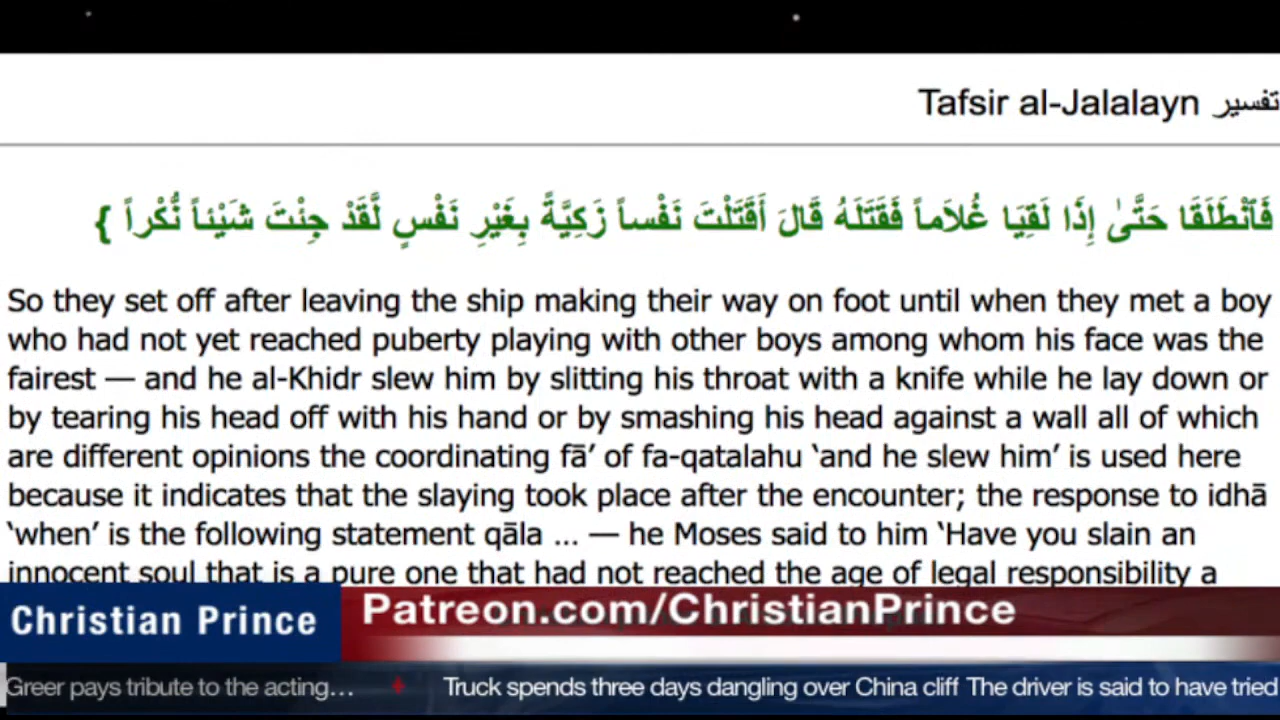 Tafsir al-Jalalayn تفسير
فَٱنْطَلَقَا حَتَّىٰ إِذَا لَقِيَا غُلاَماً فَقَتَلَهُ قَالَ أَقَتَلْتَ نَفْساً زَكِيَّةً بِغَيْرِ نَفْسٍ لَّقَدْ جِئْتَ شَيْئاً نُّكْراً }
So they set off after leaving the ship making their way on foot until when they met a boy
who had not yet reached puberty playing with other boys among whom his face was the
fairest — and he al-Khidr slew him by slitting his throat with a knife while he lay down or
by tearing his head off with his hand or by smashing his head against a wall all of which
are different opinions the coordinating fā’ of fa-qatalahu ‘and he slew him’ is used here
because it indicates that the slaying took place after the encounter; the response to idhā
‘when’ is the following statement qāla ... — he Moses said to him ‘Have you slain an
innocent soul that is a pure one that had not reached the age of legal responsibility a
Christian Prince
Patreon.com/ChristianPrince
Greer pays tribute to the acting... Truck spends three days dangling over China cliff The driver is said to have tried